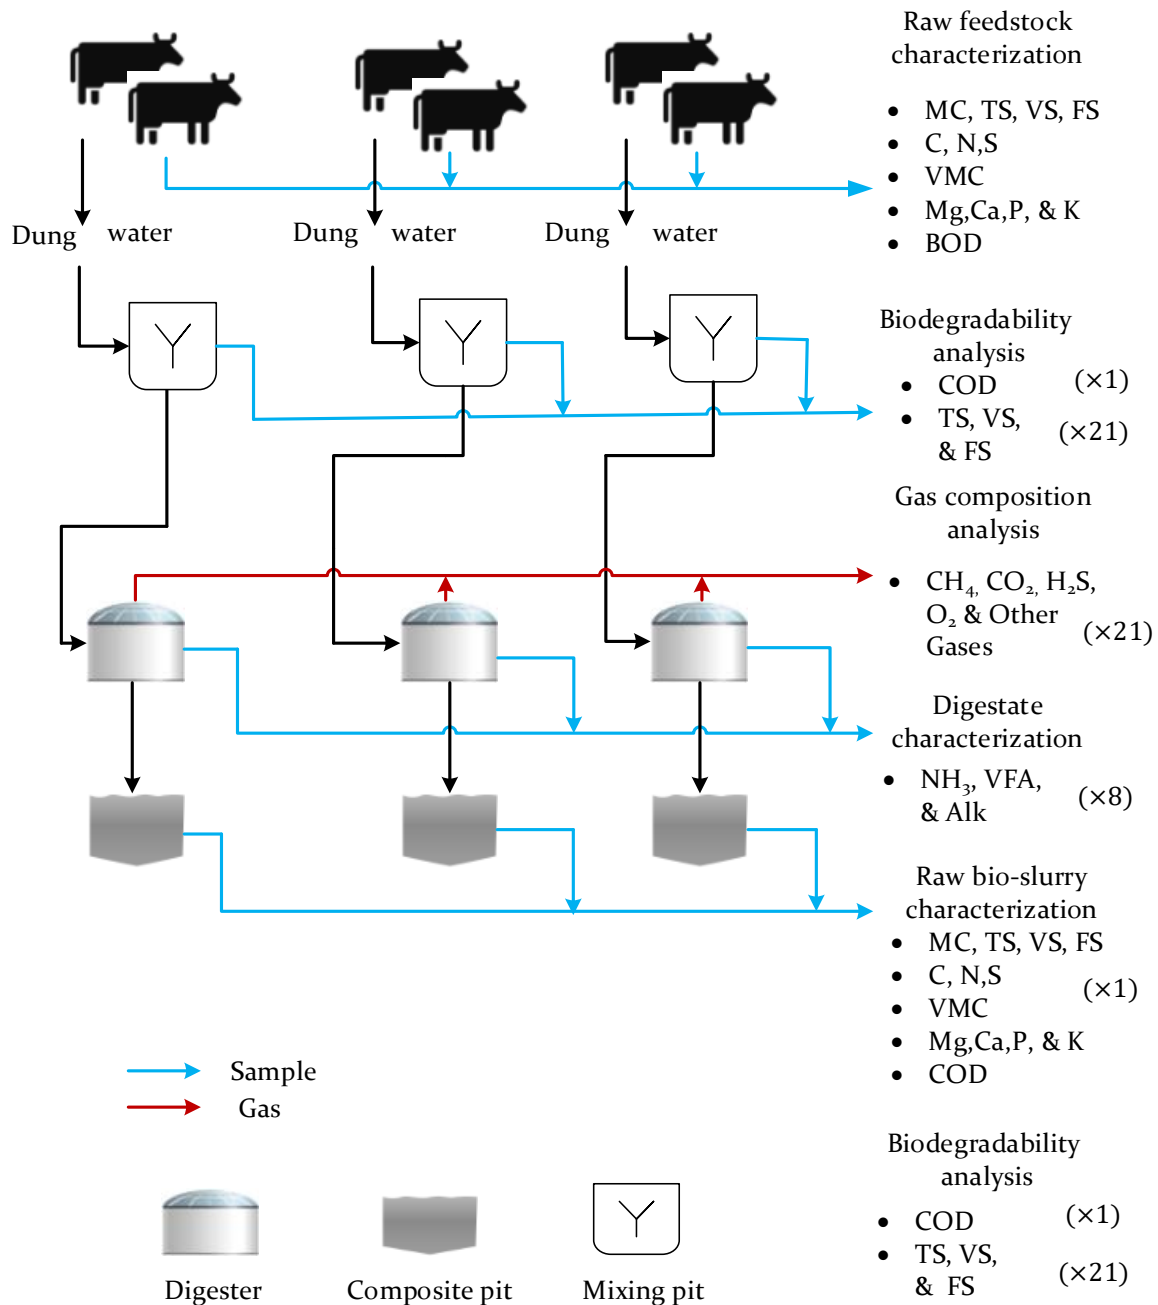 Raw feedstock
characterization
• MC, TS, VS, FS
• C, N,S
• VMC
• Mg,Ca,P, & K
• BOD
Dung water
Dung water
Dung water
Biodegradability
analysis
• COD (×1)
• TS, VS,
& FS (×21)
Gas composition
analysis
• CH₄, CO₂, H₂S,
O₂ & Other
Gases (×21)
Digestate
characterization
• NH₃, VFA,
& Alk (×8)
Raw bio-slurry
characterization
• MC, TS, VS, FS
• C, N,S
(×1)
• VMC
• Mg,Ca,P, & K
• COD
Sample
Gas
Biodegradability
analysis
• COD (×1)
• TS, VS,
& FS (×21)
Digester
Composite pit
Mixing pit